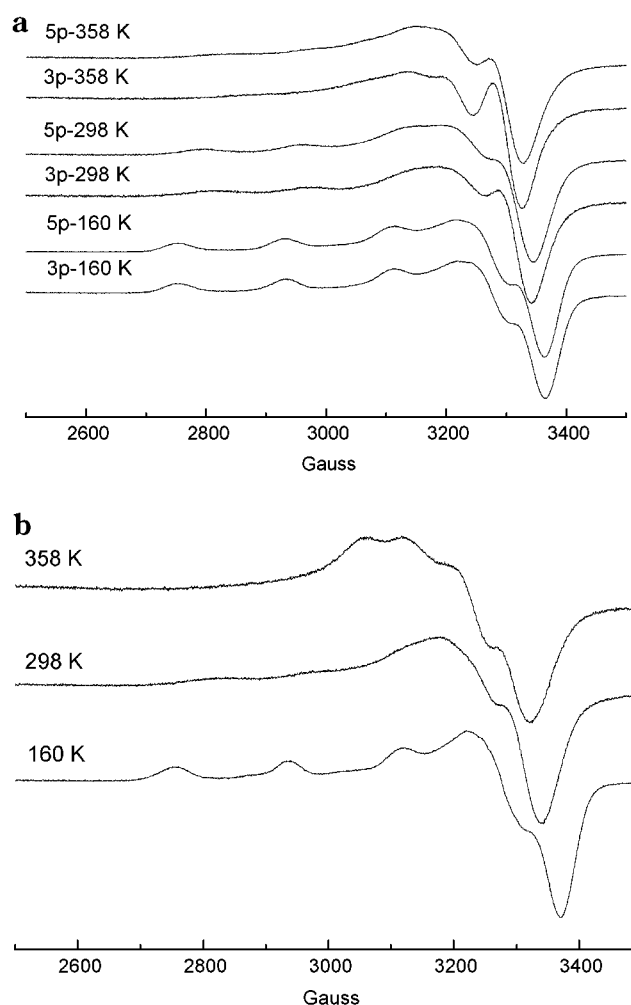 a
5p-358 K
3p-358 K
5p-298 K
3p-298 K
5p-160 K
3p-160 K
2600 2800 3000 3200 3400
Gauss
b
358 K
298 K
160 K
2600 2800 3000 3200 3400
Gauss